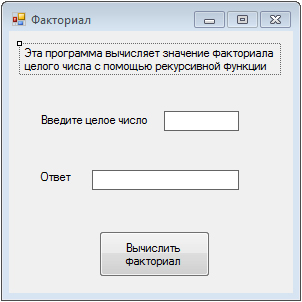 Факториал
Эта программа вычисляет значение факториала
целого числа с помощью рекурсивной функции
Введите целое число
Ответ
Вычислить
факториал